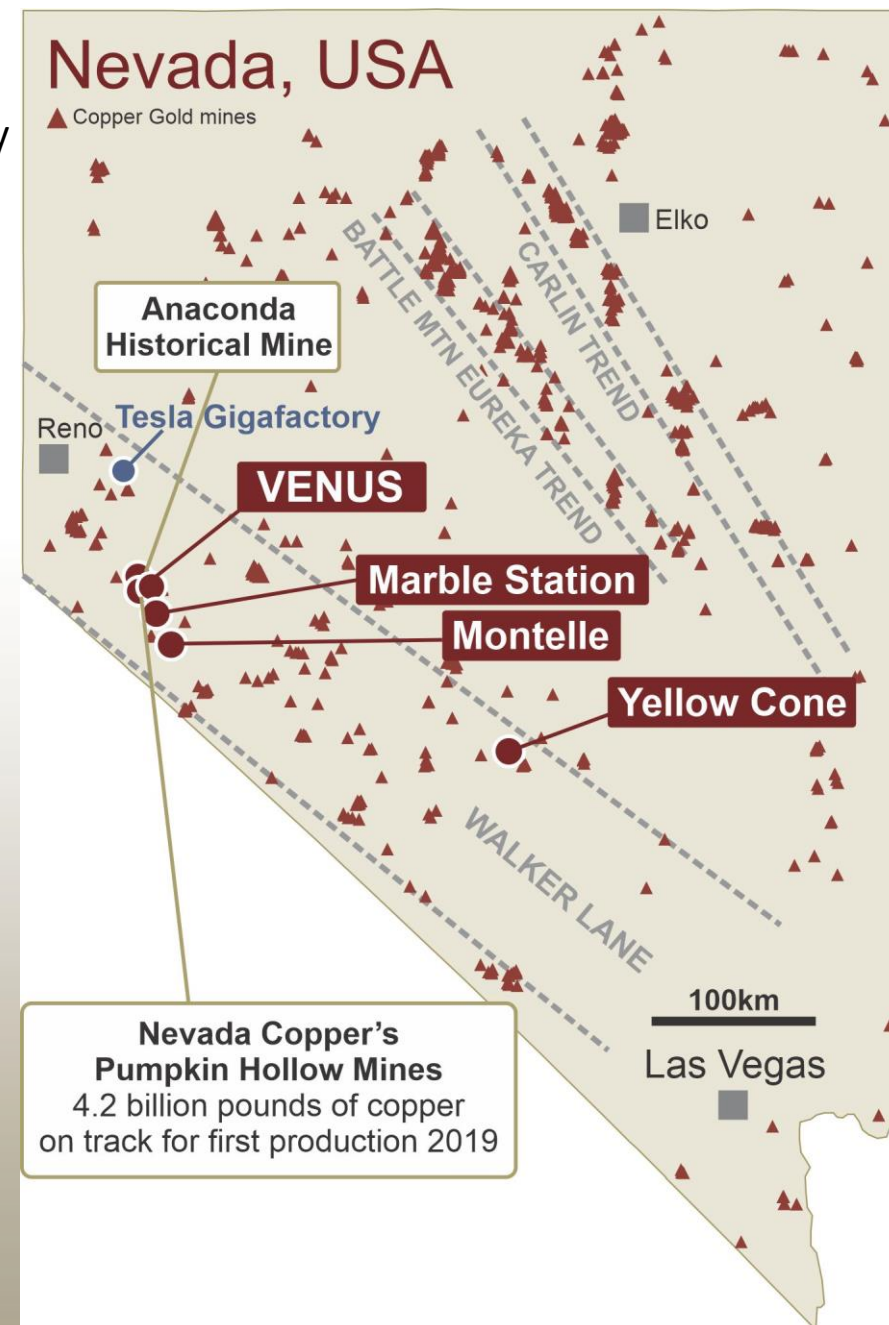 Nevada, USA
Copper Gold mines
Elko
BATTLE MTN EUREKA TREND
CARLIN TREND
Anaconda
Historical Mine
Reno
Tesla Gigafactory
VENUS
Marble Station
Montelle
Yellow Cone
WALKER LANE
100km
Las Vegas
Nevada Copper’s
Pumpkin Hollow Mines
4.2 billion pounds of copper
on track for first production 2019